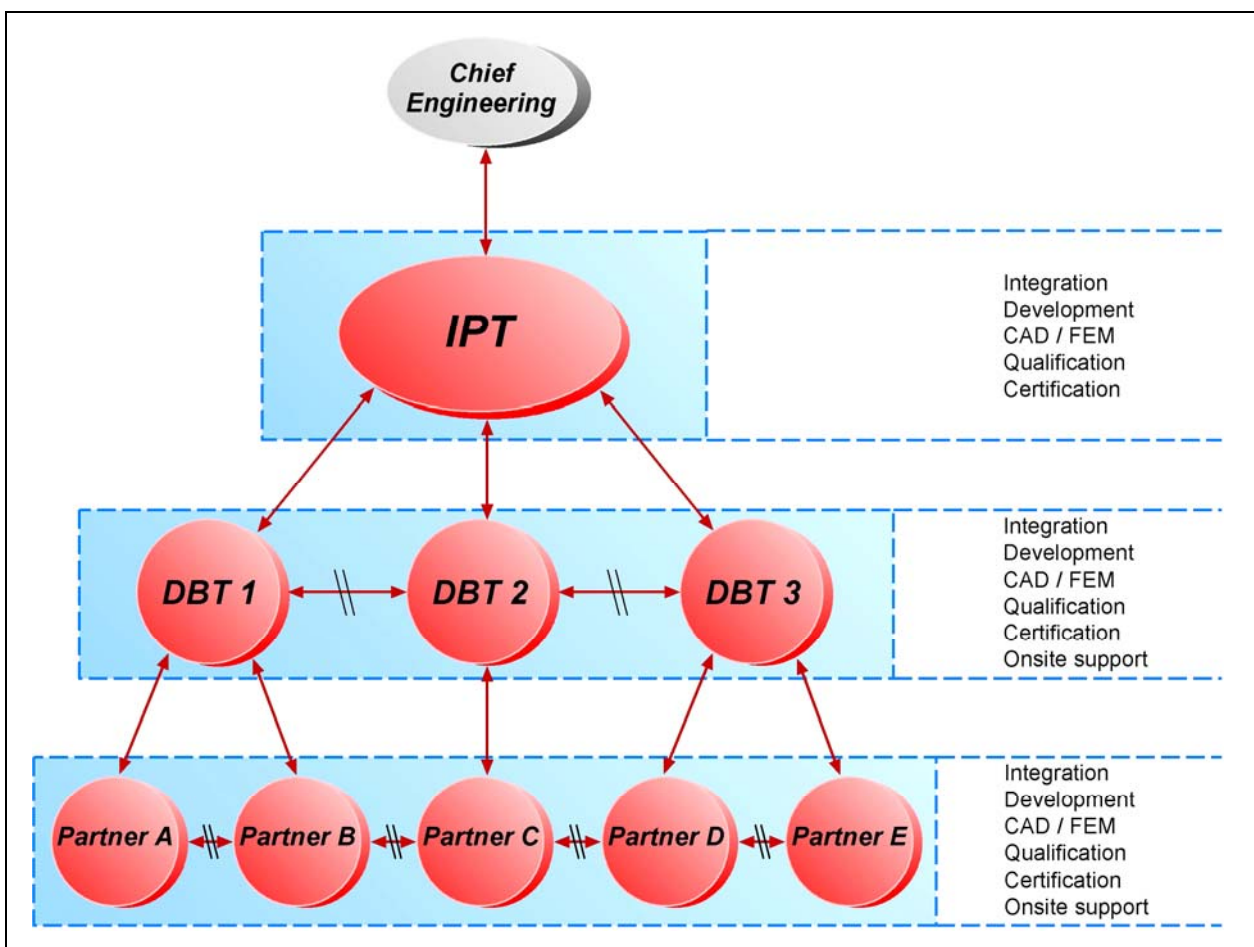 Chief
Engineering
IPT
Integration
Development
CAD / FEM
Qualification
Certification
DBT 1
DBT 2
DBT 3
Integration
Development
CAD / FEM
Qualification
Certification
Onsite support
Partner A
Partner B
Partner C
Partner D
Partner E
Integration
Development
CAD / FEM
Qualification
Certification
Onsite support